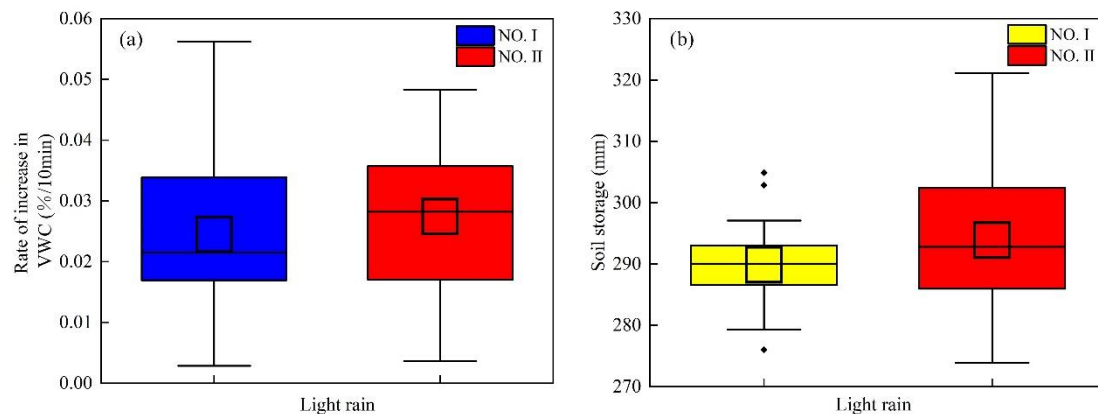 (a)
NO. I
NO. II
0.06
0.05
0.04
0.03
0.02
0.01
0.00
Rate of increase in
VWC (%/10min)
Light rain
(b)
NO. I
NO. II
330
320
310
300
290
280
270
Soil storage (mm)
Light rain